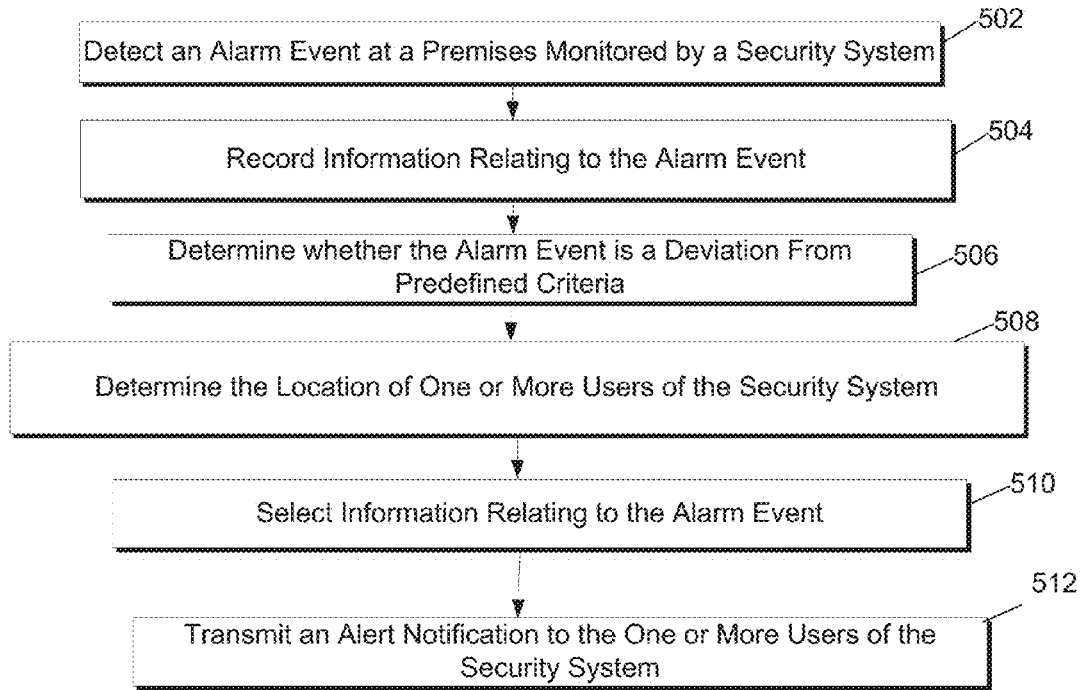 502
Detect an Alarm Event at a Premises Monitored by a Security System
504
Record Information Relating to the Alarm Event
Determine whether the Alarm Event is a Deviation From
Predefined Criteria
506
508
Determine the Location of One or More Users of the Security System
510
Select Information Relating to the Alarm Event
512
Transmit an Alert Notification to the One or More Users of the
Security System